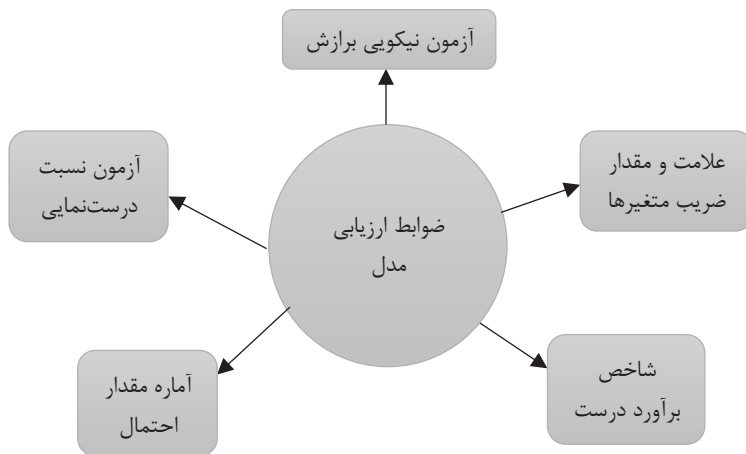 آزمون نیکویی برازش
علامت و مقدار
ضریب متغیرها
آزمون نسبت
درست‌نمایی
ضوابط ارزیابی
مدل
شاخص
برآورد درست
آماره مقدار
احتمال